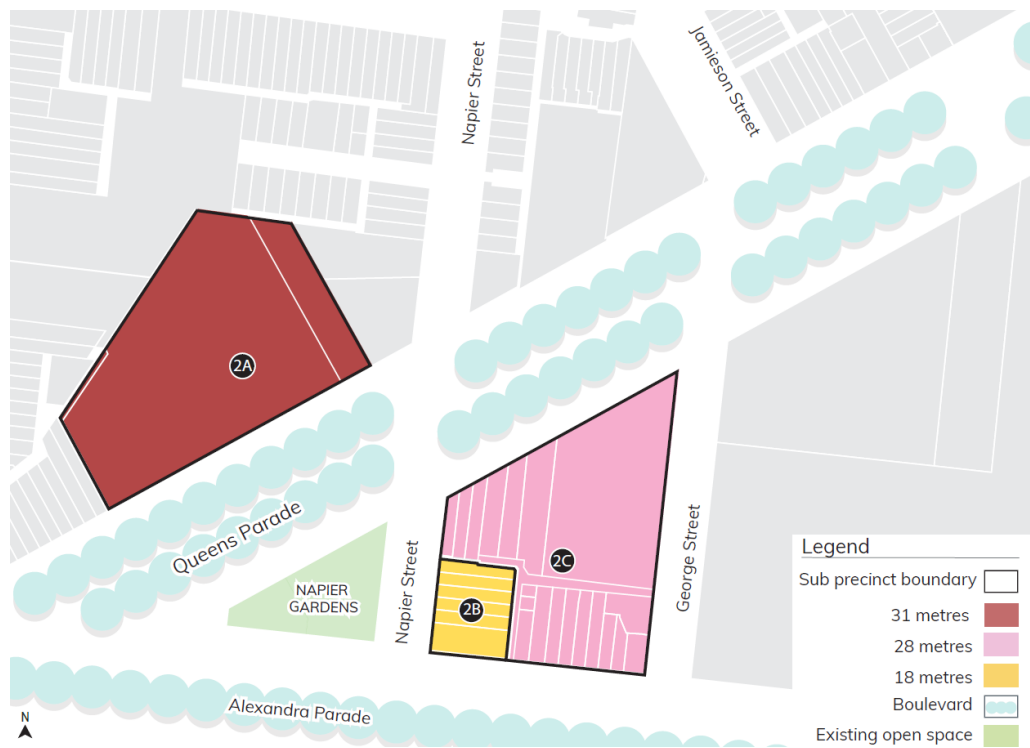 Napier Street
Jamieson Street
2A
Queens Parade
NAPIER
GARDENS
Napier Street
2B
2C
George Street
Alexandra Parade
N
Legend
Sub precinct boundary
31 metres
28 metres
18 metres
Boulevard
Existing open space